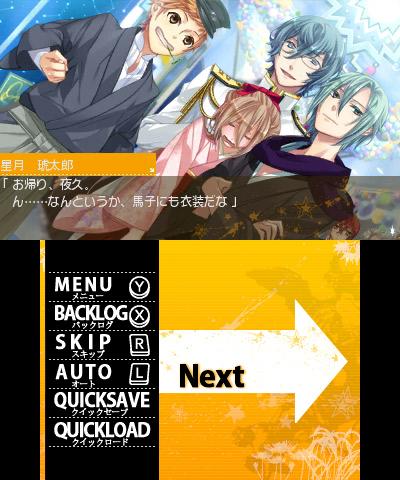 星月 琥太郎
「お帰り、夜久。
ん……なんというか、馬子にも衣装だな」
MENU Y
メニュー
BACKLOG X
バックログ
SKIP R
スキップ
AUTO L
オート
QUICKSAVE
クイックセーブ
QUICKLOAD
クイックロード
Next